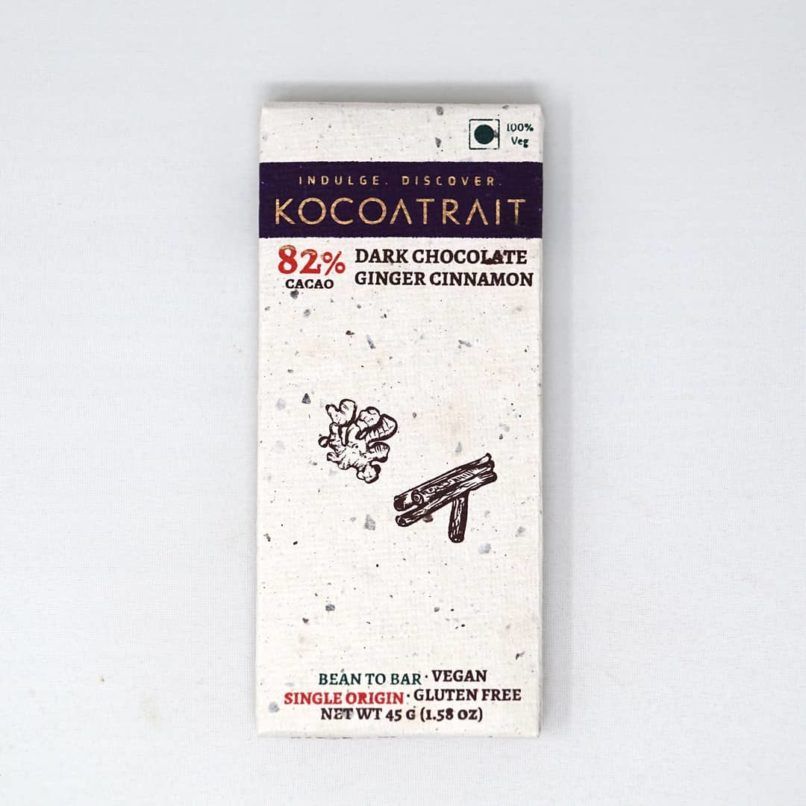 100%
Veg
INDULGE. DISCOVER.
KOCOATRAIT
82% DARK CHOCOLATE
CACAO GINGER CINNAMON
BEAN TO BAR · VEGAN
SINGLE ORIGIN · GLUTEN FREE
NET WT 45 G (1.58 OZ)